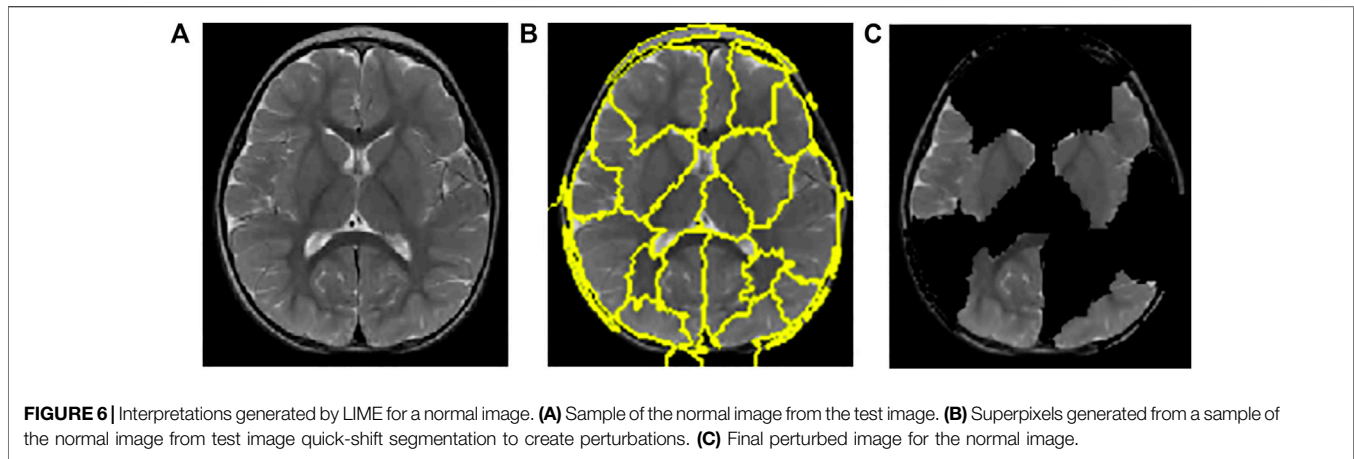 A B C
FIGURE 6 | Interpretations generated by LIME for a normal image. (A) Sample of the normal image from the test image. (B) Superpixels generated from a sample of
the normal image from test image quick-shift segmentation to create perturbations. (C) Final perturbed image for the normal image.